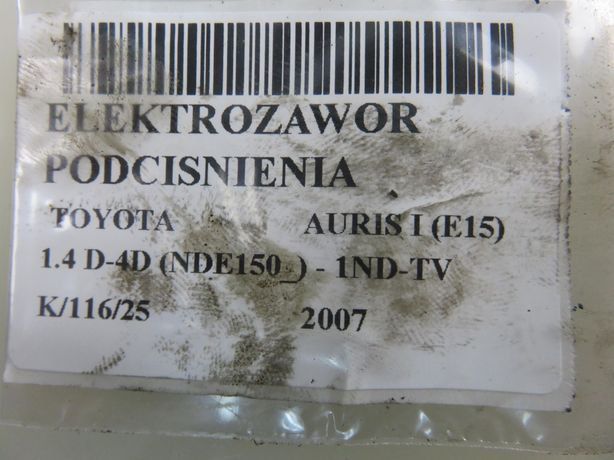 ELEKTROZAWOR
PODCISNIENIA
TOYOTA AURIS I (E15)
1.4 D-4D (NDE150_) - 1ND-TV
K/116/25 2007